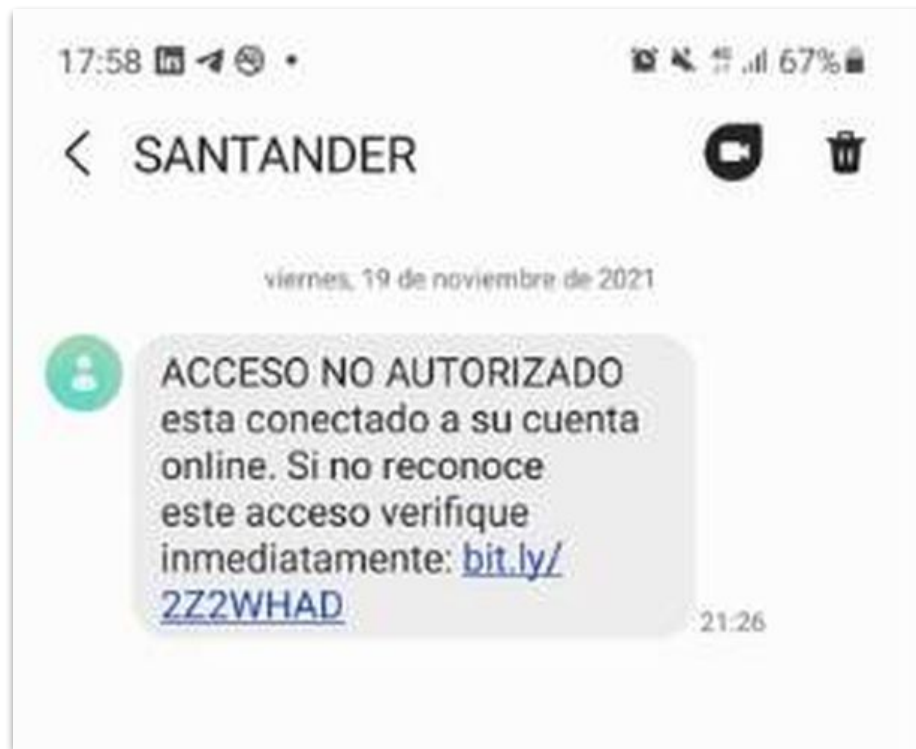 17:58
67%
SANTANDER
viernes, 19 de noviembre de 2021
ACCESO NO AUTORIZADO
esta conectado a su cuenta
online. Si no reconoce
este acceso verifique
inmediatamente: bit.ly/
2Z2WHAD
21:26